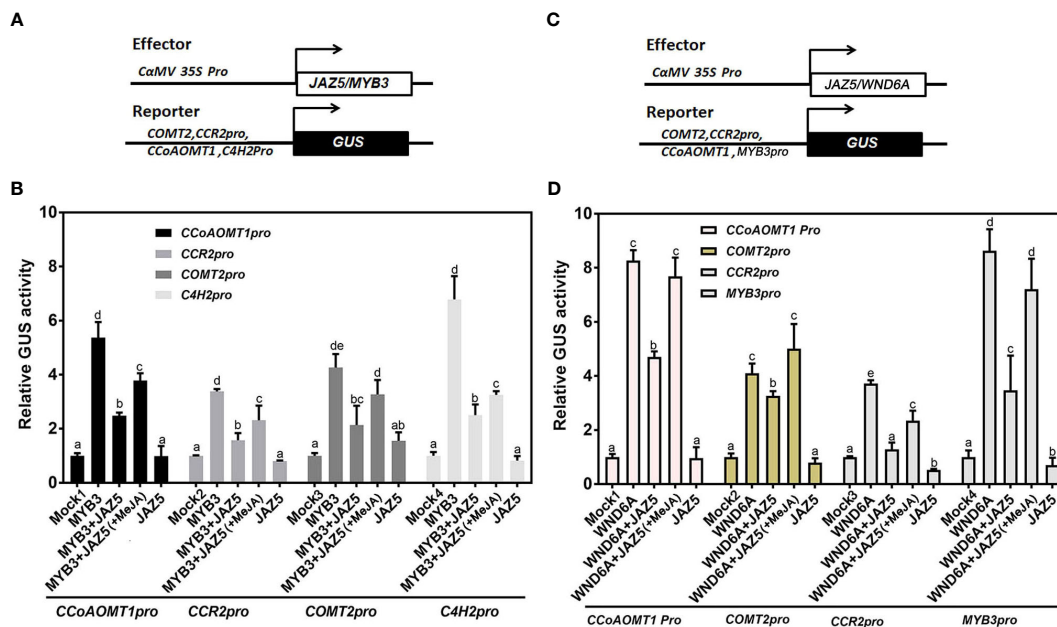 A
Effector
CaMV 35S Pro
JAZ5/MYB3
Reporter
COMT2,CCR2pro,
CCoAOMT1,C4H2Pro
GUS
C
Effector
CaMV 35S Pro
JAZ5/WND6A
Reporter
COMT2,CCR2pro,
CCoAOMT1,MYB3pro
GUS
B
Relative GUS activity
10
8
6
4
2
0
CCoAOMT1pro
CCR2pro
COMT2pro
C4H2pro
a d b c a
a d b c a
a de bc d ab
a d b c a
Mock1
MYB3
MYB3+JAZ5
MYB3+JAZ5(+MeJA)
JAZ5
Mock2
MYB3
MYB3+JAZ5
MYB3+JAZ5(+MeJA)
JAZ5
Mock3
MYB3
MYB3+JAZ5
MYB3+JAZ5(+MeJA)
JAZ5
Mock4
MYB3
MYB3+JAZ5
MYB3+JAZ5(+MeJA)
JAZ5
CCoAOMT1pro
CCR2pro
COMT2pro
C4H2pro
D
Relative GUS activity
10
8
6
4
2
0
CCoAOMT1 Pro
COMT2pro
CCR2pro
MYB3pro
a c b c a
a c b c a
a e a c b
a d c d b
Mock1
WND6A
WND6A+JAZ5
WND6A+JAZ5(+MeJA)
JAZ5
Mock2
WND6A
WND6A+JAZ5
WND6A+JAZ5(+MeJA)
JAZ5
Mock3
WND6A
WND6A+JAZ5
WND6A+JAZ5(+MeJA)
JAZ5
Mock4
WND6A
WND6A+JAZ5
WND6A+JAZ5(+MeJA)
JAZ5
CCoAOMT1 Pro
COMT2pro
CCR2pro
MYB3pro